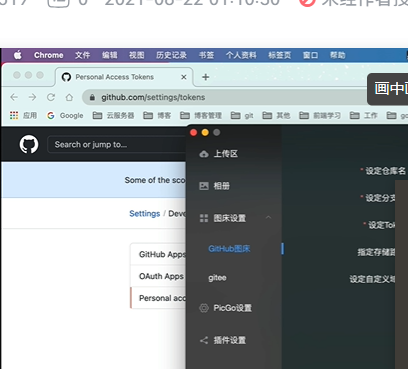 2021-08-22 01:10:30
未经作者授
Chrome 文件 编辑 视图 历史记录 书签 个人资料 标签页 窗口 帮助
Personal Access Tokens
github.com/settings/tokens
画中
应用 Google 云服务器 博客 博客管理 git 其他 前端学习 工作
Search or jump to...
上传区
* 设定仓库名
Some of the sco
相册
* 设定分支
图床设置
* 设定Tok
Settings / Deve
GitHub图床
指定存储路
GitHub Apps
gitee
设定自定义域
OAuth Apps
Personal acc
PicGo设置
插件设置